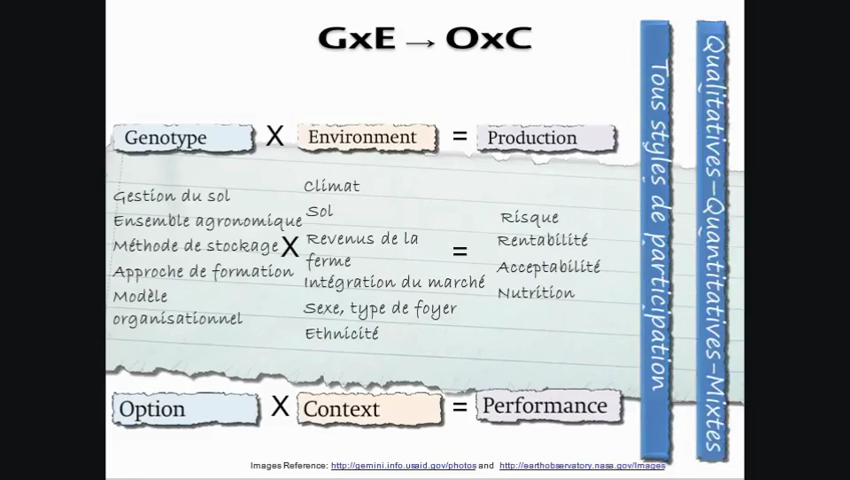 GxE → OxC
Genotype X Environment = Production
Gestion du sol
Ensemble agronomique
Méthode de stockage
Approche de formation
Modèle
organisationnel
X
Climat
Sol
Revenus de la
ferme
Intégration du marché
Sexe, type de foyer
Ethnicité
=
Risque
Rentabilité
Acceptabilité
Nutrition
Option X Context = Performance
Tous styles de participation
Qualitatives–Quantitatives–Mixtes
Images Reference: http://gemini.info.usaid.gov/photos and http://earthobservatory.nasa.gov/Images